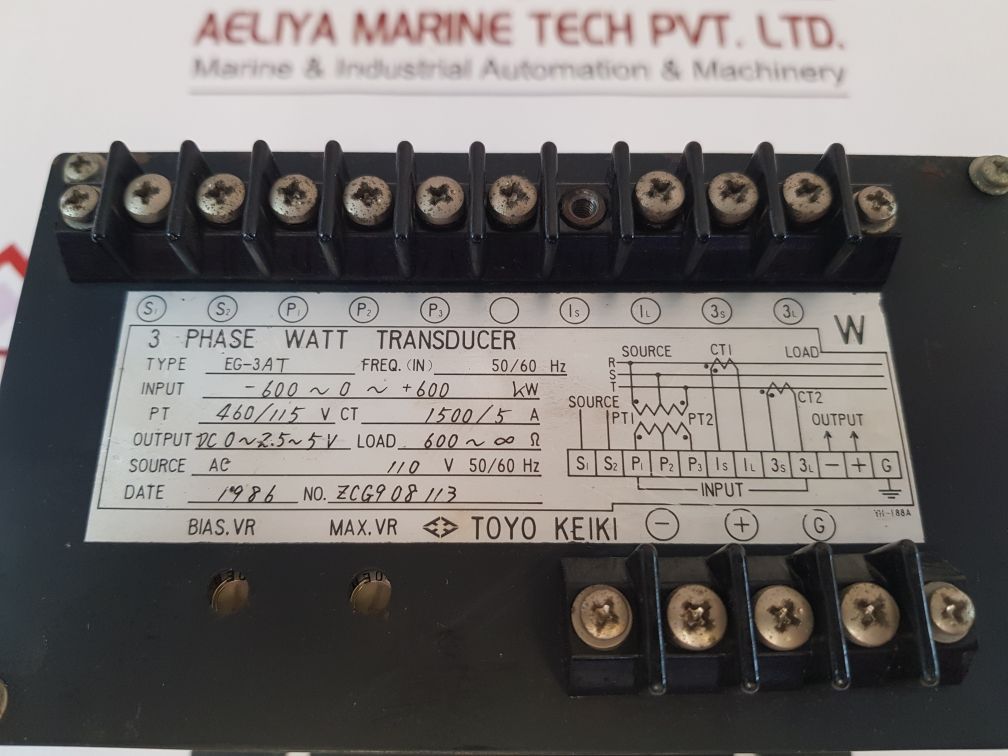 AELIYA MARINE TECH PVT. LTD.
Marine & Industrial Automation & Machinery
S1 S2 P1 P2 P3 1S 1L 3S 3L
3 PHASE WATT TRANSDUCER W
TYPE EG-3AT FREQ.(IN) 50/60 Hz
INPUT -600 ~ 0 ~ +600 kW
PT 460/115 V CT 1500/5 A
OUTPUT DC 0~2.5~5V LOAD 600 ~ ∞ Ω
SOURCE AC 110 V 50/60 Hz
DATE 1986 NO. ZCG908113
SOURCE CT1 LOAD
R
S
T
SOURCE PT1 PT2 CT2
OUTPUT
S1 S2 P1 P2 P3 1S 1L 3S 3L − + G
INPUT
YH-188A
BIAS.VR MAX.VR TOYO KEIKI − + G